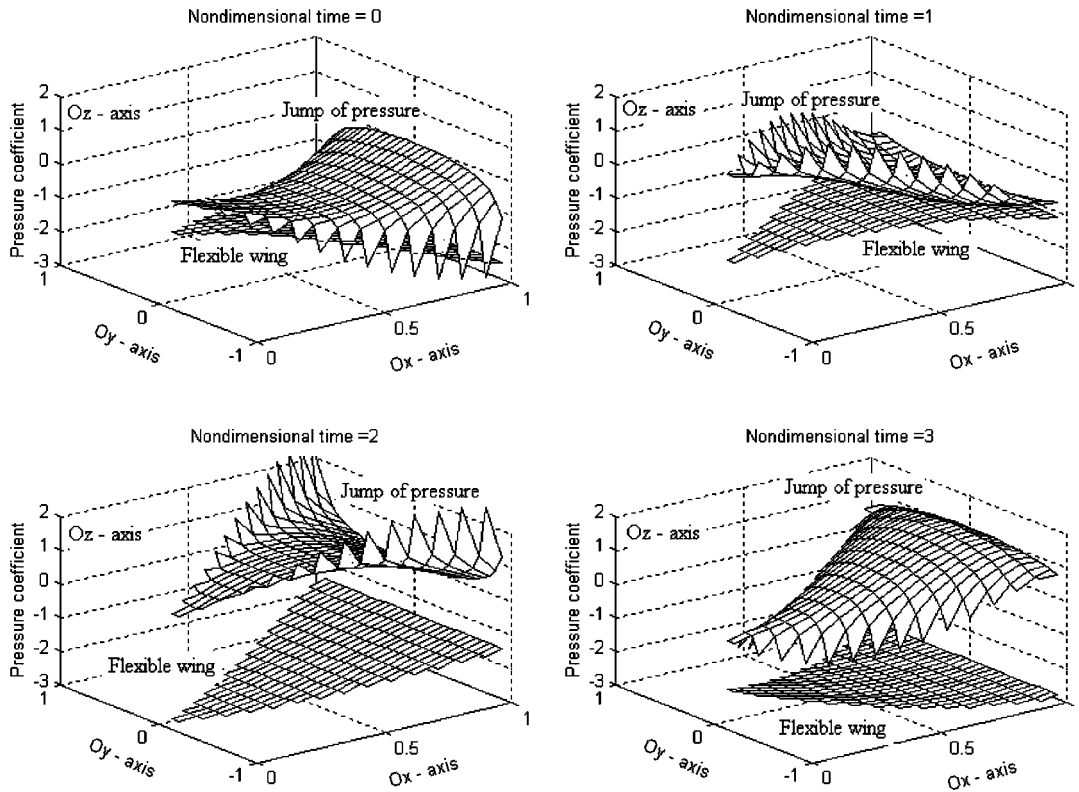 Nondimensional time = 0
Pressure coefficient
Oz - axis
Jump of pressure
Flexible wing
2
1
0
-1
-2
-3
1
0
-1
0
0.5
1
Oy - axis
Ox - axis
Nondimensional time =1
Pressure coefficient
Oz - axis
Jump of pressure
Flexible wing
2
1
0
-1
-2
-3
1
0
-1
0
0.5
Oy - axis
Ox - axis
Nondimensional time =2
Pressure coefficient
Oz - axis
Jump of pressure
Flexible wing
2
1
0
-1
-2
-3
1
0
-1
0
0.5
1
Oy - axis
Ox - axis
Nondimensional time =3
Pressure coefficient
Oz - axis
Jump of pressure
Flexible wing
2
1
0
-1
-2
-3
1
0
-1
0
0.5
Oy - axis
Ox - axis